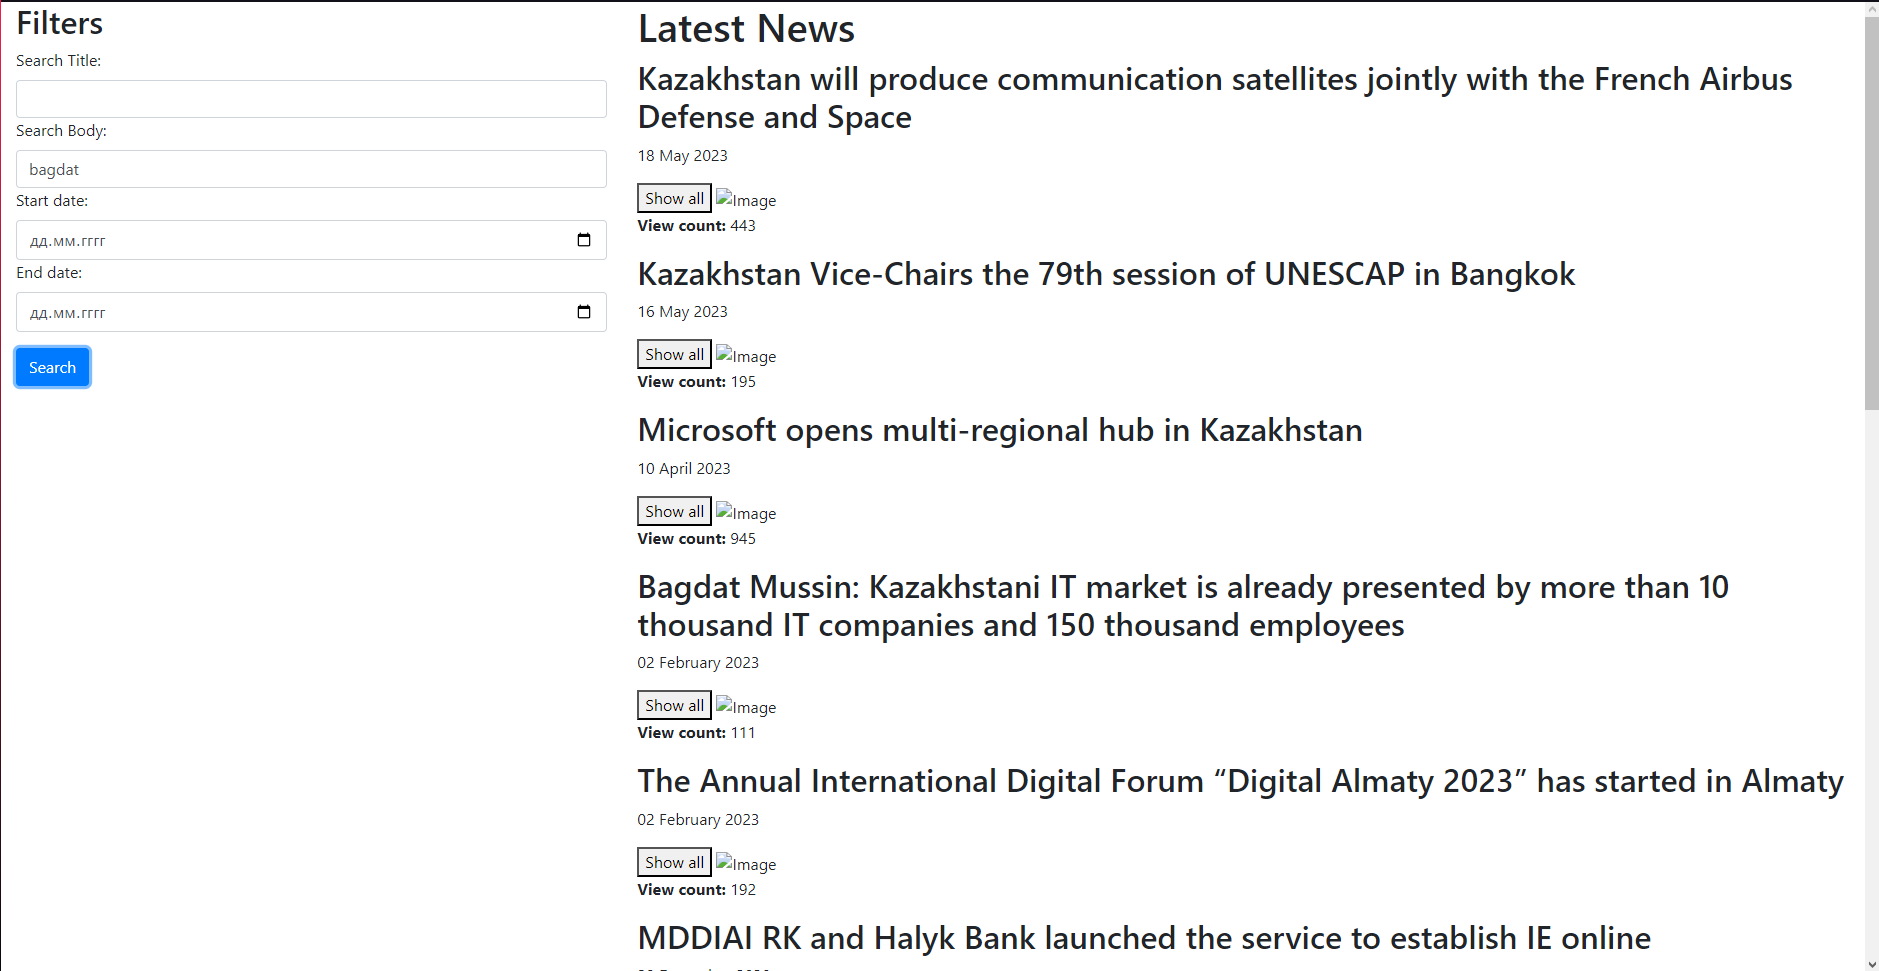 Filters
Search Title:
Search Body:
bagdat
Start date:
дд.мм.гггг
End date:
дд.мм.гггг
Search
Latest News
Kazakhstan will produce communication satellites jointly with the French Airbus
Defense and Space
18 May 2023
Show all Image
View count: 443
Kazakhstan Vice-Chairs the 79th session of UNESCAP in Bangkok
16 May 2023
Show all Image
View count: 195
Microsoft opens multi-regional hub in Kazakhstan
10 April 2023
Show all Image
View count: 945
Bagdat Mussin: Kazakhstani IT market is already presented by more than 10
thousand IT companies and 150 thousand employees
02 February 2023
Show all Image
View count: 111
The Annual International Digital Forum “Digital Almaty 2023” has started in Almaty
02 February 2023
Show all Image
View count: 192
MDDIAI RK and Halyk Bank launched the service to establish IE online